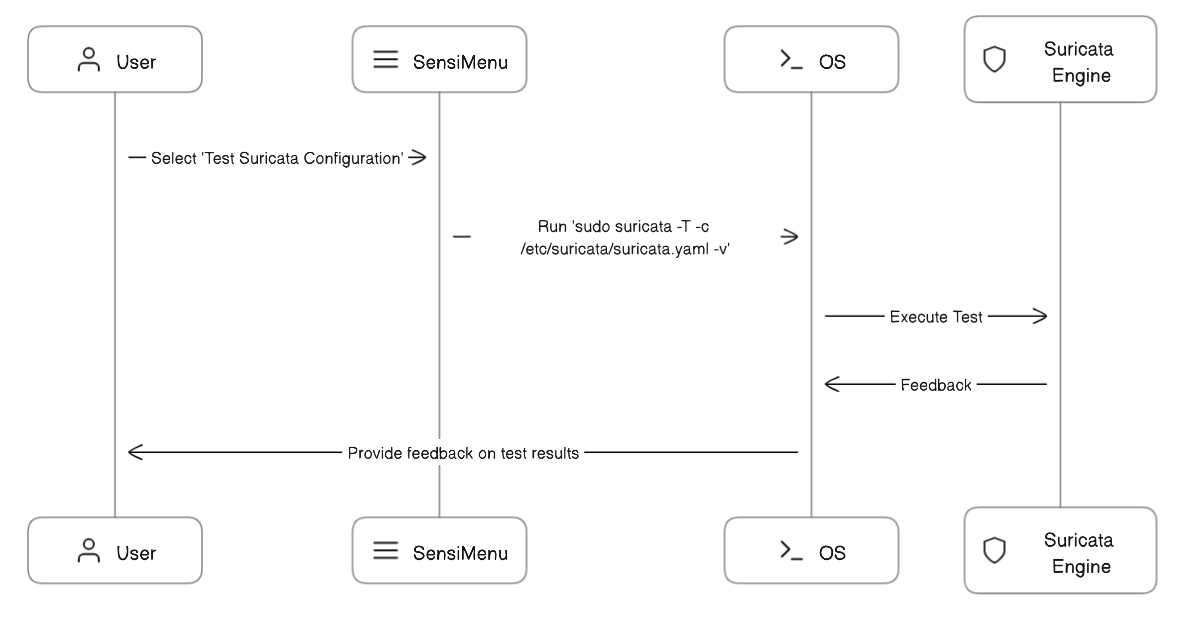 User
SensiMenu
OS
Suricata
Engine
Select 'Test Suricata Configuration'
Run 'sudo suricata -T -c
/etc/suricata/suricata.yaml -v'
Execute Test
Feedback
Provide feedback on test results
User
SensiMenu
OS
Suricata
Engine